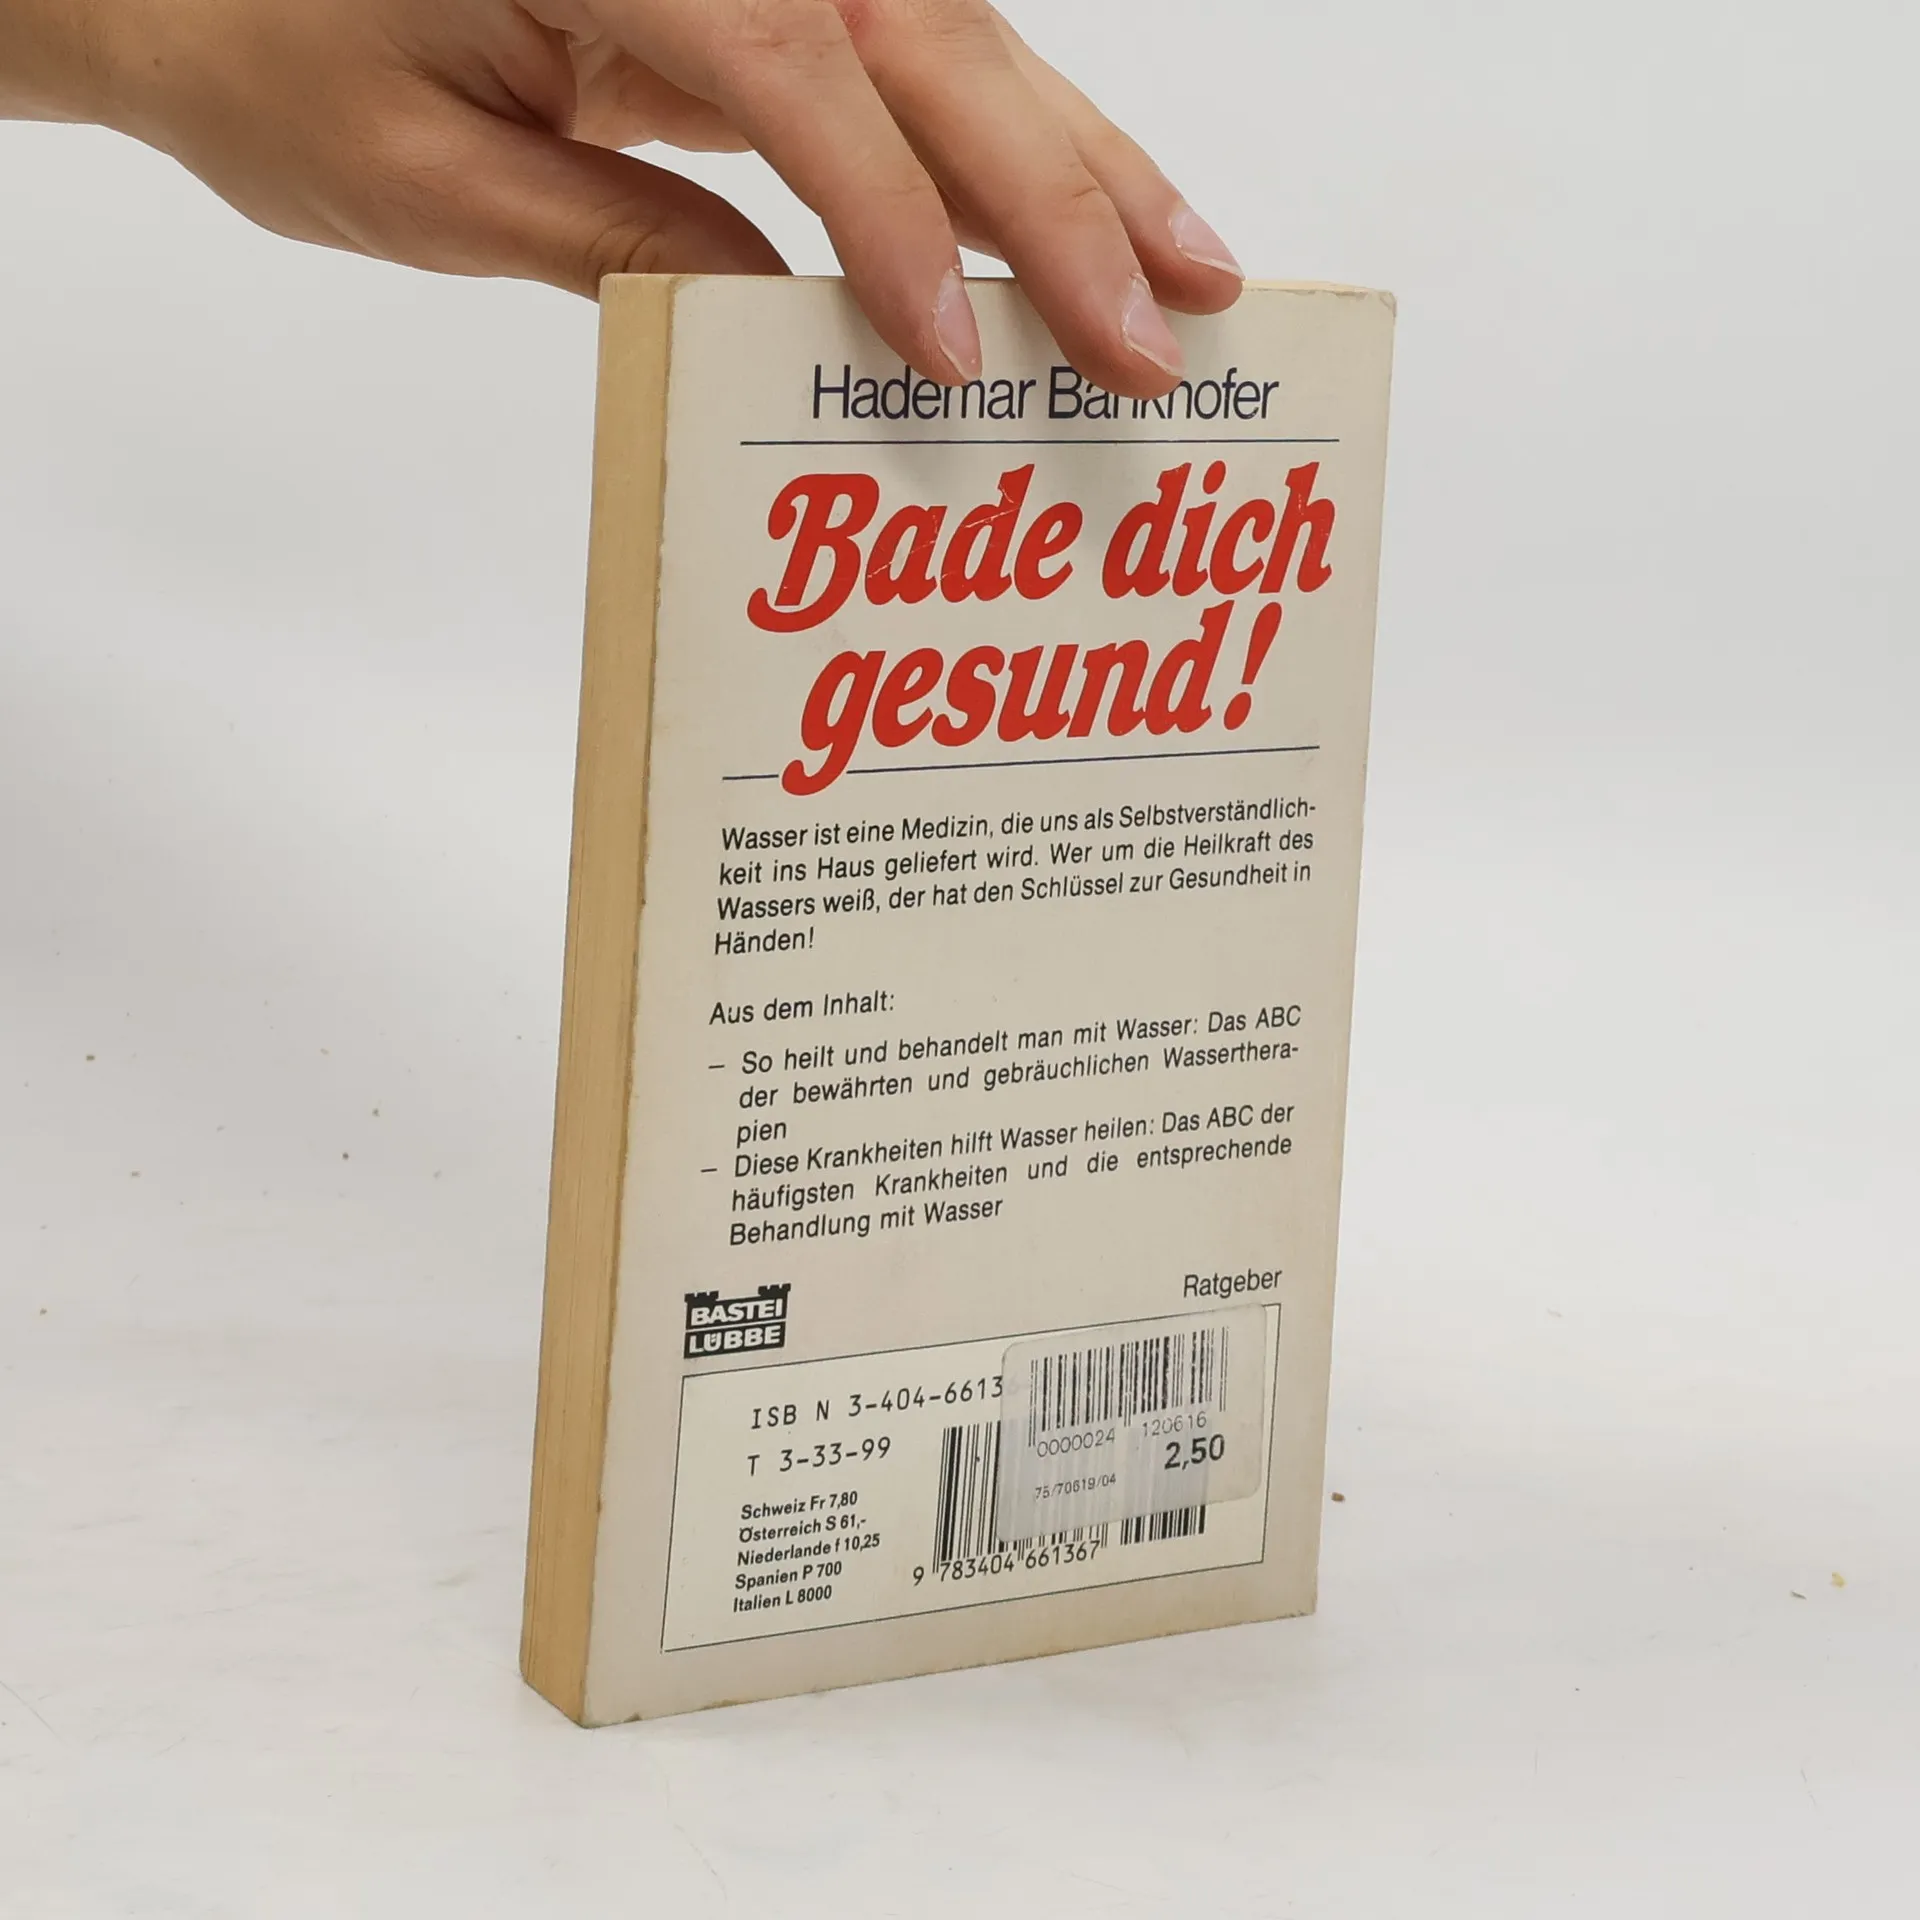 Hademar Bankhofer
Bade dich
gesund!
Wasser ist eine Medizin, die uns als Selbstverständlich-
keit ins Haus geliefert wird. Wer um die Heilkraft des
Wassers weiß, der hat den Schlüssel zur Gesundheit in
Händen!
Aus dem Inhalt:
– So heilt und behandelt man mit Wasser: Das ABC
der bewährten und gebräuchlichen Wasserthera-
pien
– Diese Krankheiten hilft Wasser heilen: Das ABC der
häufigsten Krankheiten und die entsprechende
Behandlung mit Wasser
BASTEI
LÜBBE
Ratgeber
ISB N 3-404-6613
T 3-33-99
Schweiz Fr 7,80
Österreich S 61,-
Niederlande f 10,25
Spanien P 700
Italien L 8000
0000024 120616
2,50
75/70619/04
9 783404 661367